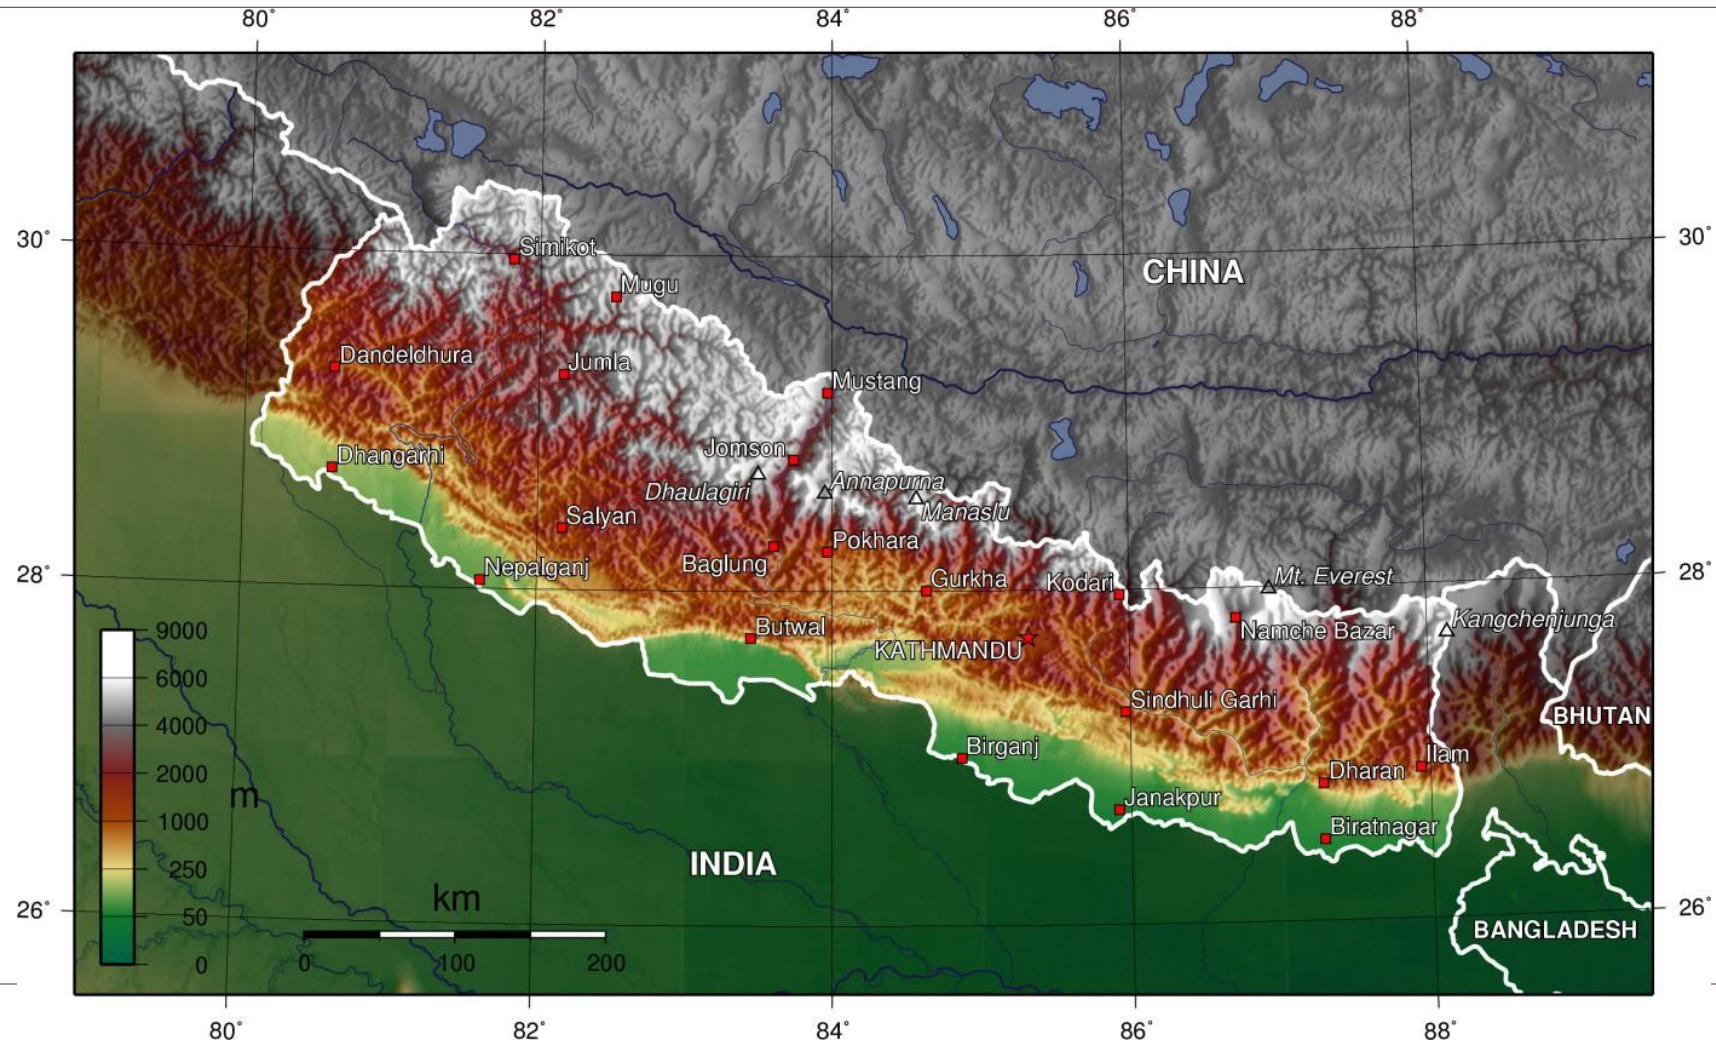 80° 82° 84° 86° 88°
30° 30°
CHINA
Simikot
Mugu
Dandeldhura
Jumla
Mustang
Jomson
Dhangarhi
Annapurna
Dhaulagiri
Manaslu
Salyan
Pokhara
Baglung
28° 28°
Nepalganj
Gurkha
Kodari
Mt. Everest
Kangchenjunga
Butwal
Namche Bazar
KATHMANDU
Sindhuli Garhi
BHUTAN
Birganj
Ilam
Dharan
Janakpur
Biratnagar
INDIA
9000
6000
4000
2000
m
1000
250
50
0
26° 26°
km
0 100 200
BANGLADESH
80° 82° 84° 86° 88°